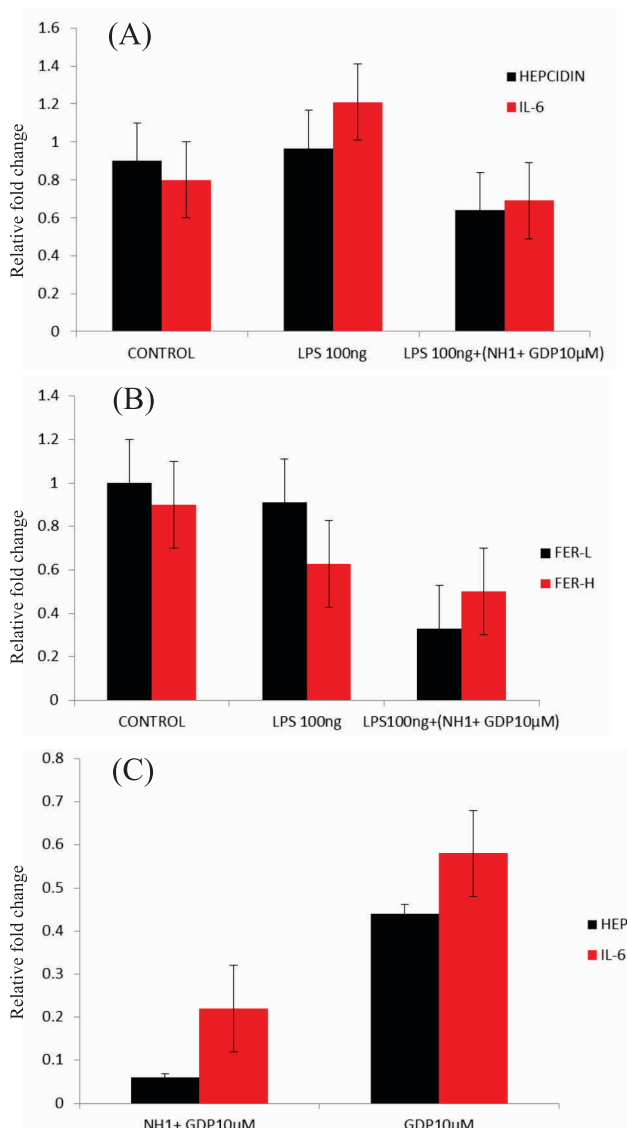 (A)
1.6
1.4
1.2
1
0.8
0.6
0.4
0.2
0
Relative fold change
HEPCIDIN
IL-6
CONTROL
LPS 100ng
LPS 100ng+(NH1+ GDP10µM)
(B)
1.4
1.2
1
0.8
0.6
0.4
0.2
0
Relative fold change
FER-L
FER-H
CONTROL
LPS 100ng
LPS100ng+(NH1+ GDP10µM)
(C)
0.8
0.7
0.6
0.5
0.4
0.3
0.2
0.1
0
Relative fold change
HEP
IL-6
NH1+ GDP10µM
GDP10µM